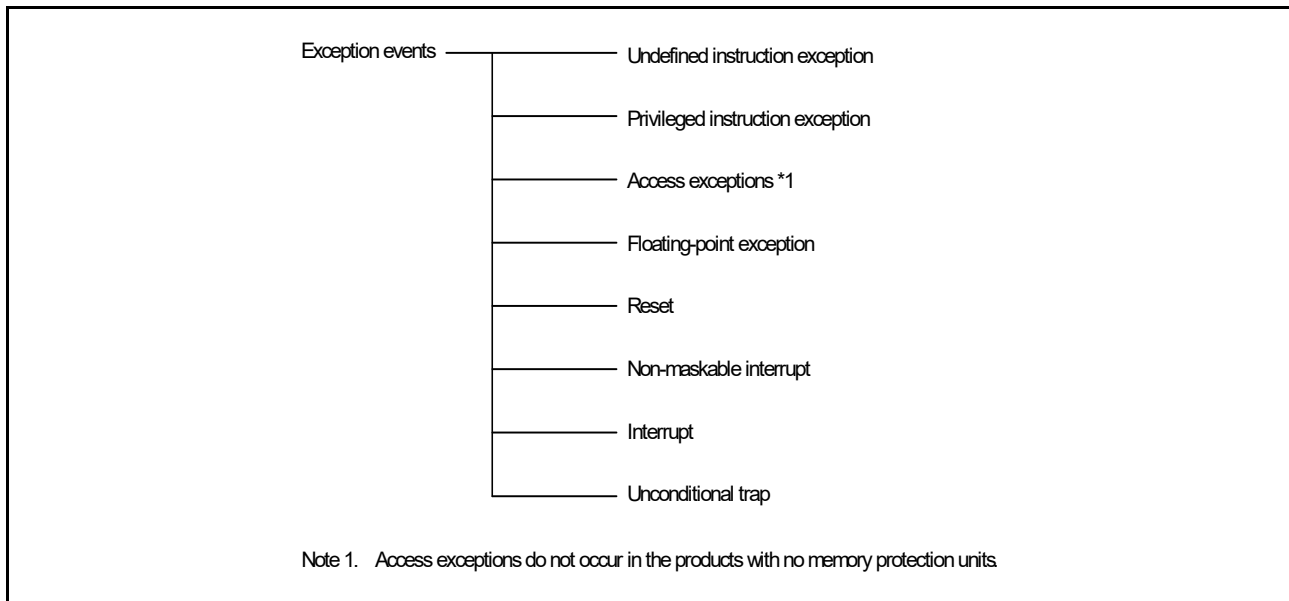 Exception events
Undefined instruction exception
Privileged instruction exception
Access exceptions *1
Floating-point exception
Reset
Non-maskable interrupt
Interrupt
Unconditional trap
Note 1. Access exceptions do not occur in the products with no memory protection units.